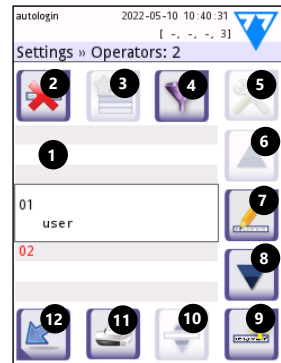 autologin 2022-05-10 10:40:31
[ -, -, -, 3]
Settings » Operators: 2
2 3 4 5
1
6
01
user
7
02
8
12 11 10 9